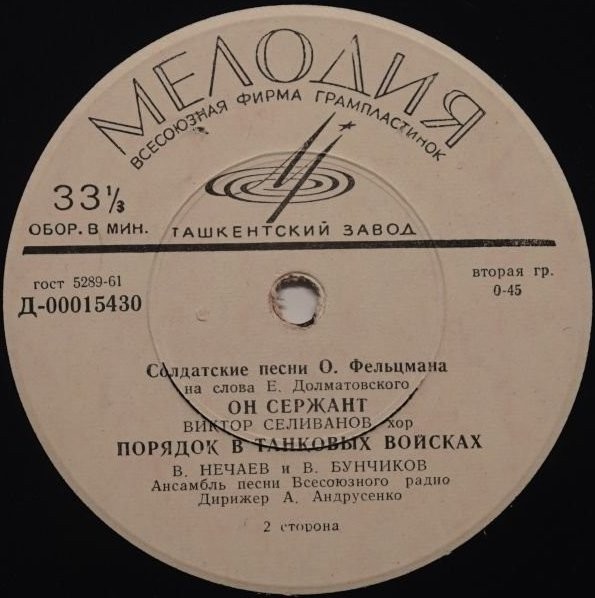 МЕЛОДИЯ
ВСЕСОЮЗНАЯ ФИРМА ГРАМПЛАСТИНОК
33⅓
ОБОР. В МИН. ТАШКЕНТСКИЙ ЗАВОД
гост 5289-61 вторая гр.
Д-00015430 0-45
Солдатские песни О. Фельцмана
на слова Е. Долматовского
ОН СЕРЖАНТ
ВИКТОР СЕЛИВАНОВ, хор
ПОРЯДОК В ТАНКОВЫХ ВОЙСКАХ
В. НЕЧАЕВ и В. БУНЧИКОВ
Ансамбль песни Всесоюзного радио
Дирижер А. Андрусенко
2 сторона